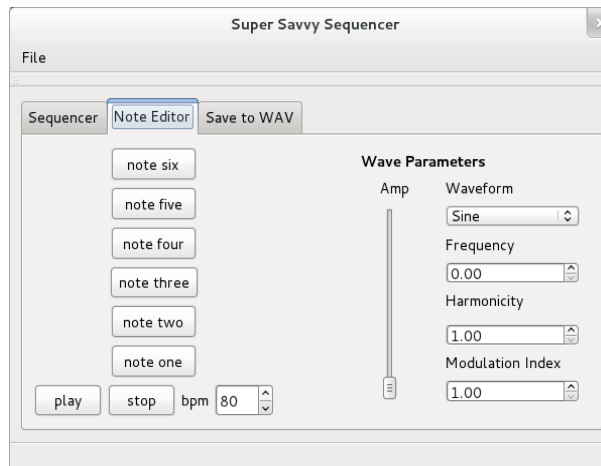 Super Savvy Sequencer
File
Sequencer Note Editor Save to WAV
note six
note five
note four
note three
note two
note one
play stop bpm 80
Wave Parameters
Amp
Waveform
Sine
Frequency
0.00
Harmonicity
1.00
Modulation Index
1.00